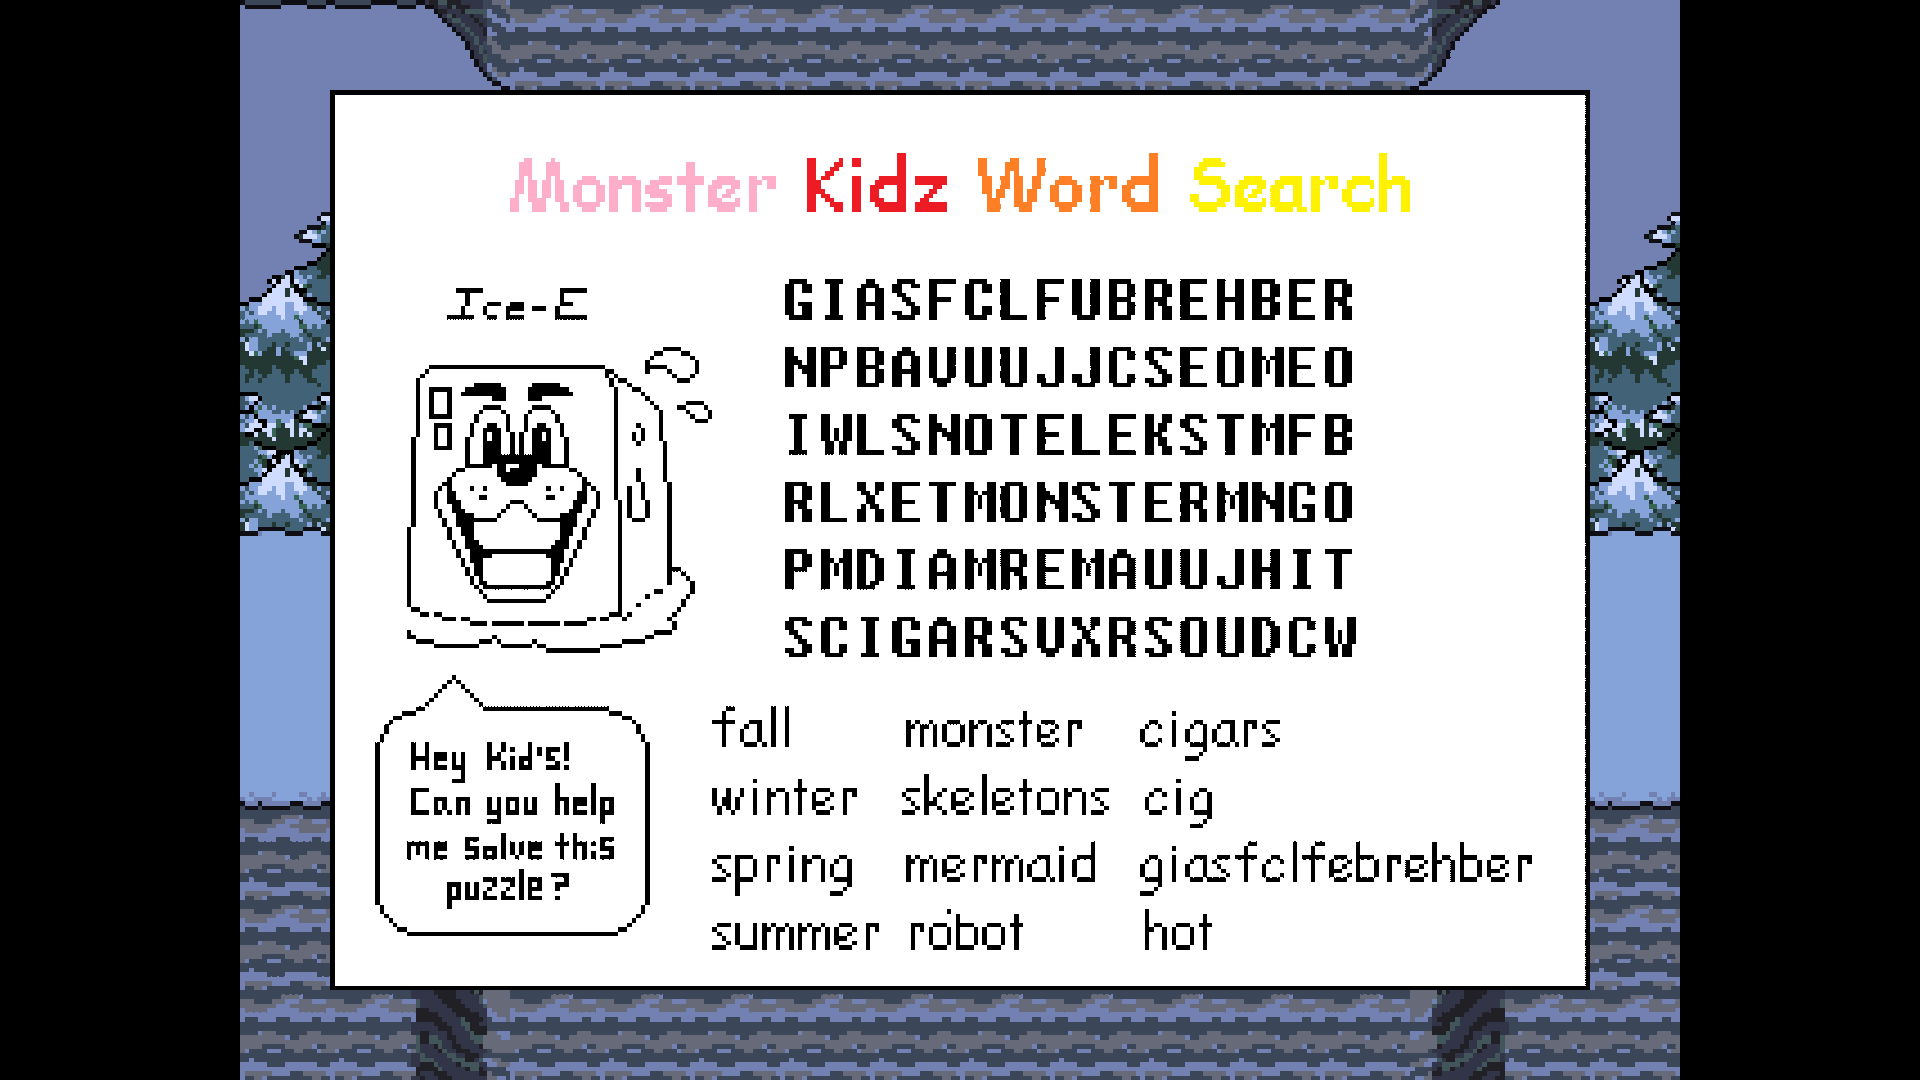 Monster Kidz Word Search
Ice-E
GIASFCLFUBREHBER
NPBAVUUJJCSEOMEO
IWLSNOTELEKSTMFB
RLXETMONSTERMNGO
PMDIAMREMAUUJHIT
SCIGARSVXRSOUDCW
Hey Kid's!
Can you help
me Solve thiS
puzzle?
fall monster cigars
winter skeletons cig
spring mermaid giasfclfebrehber
summer robot hot